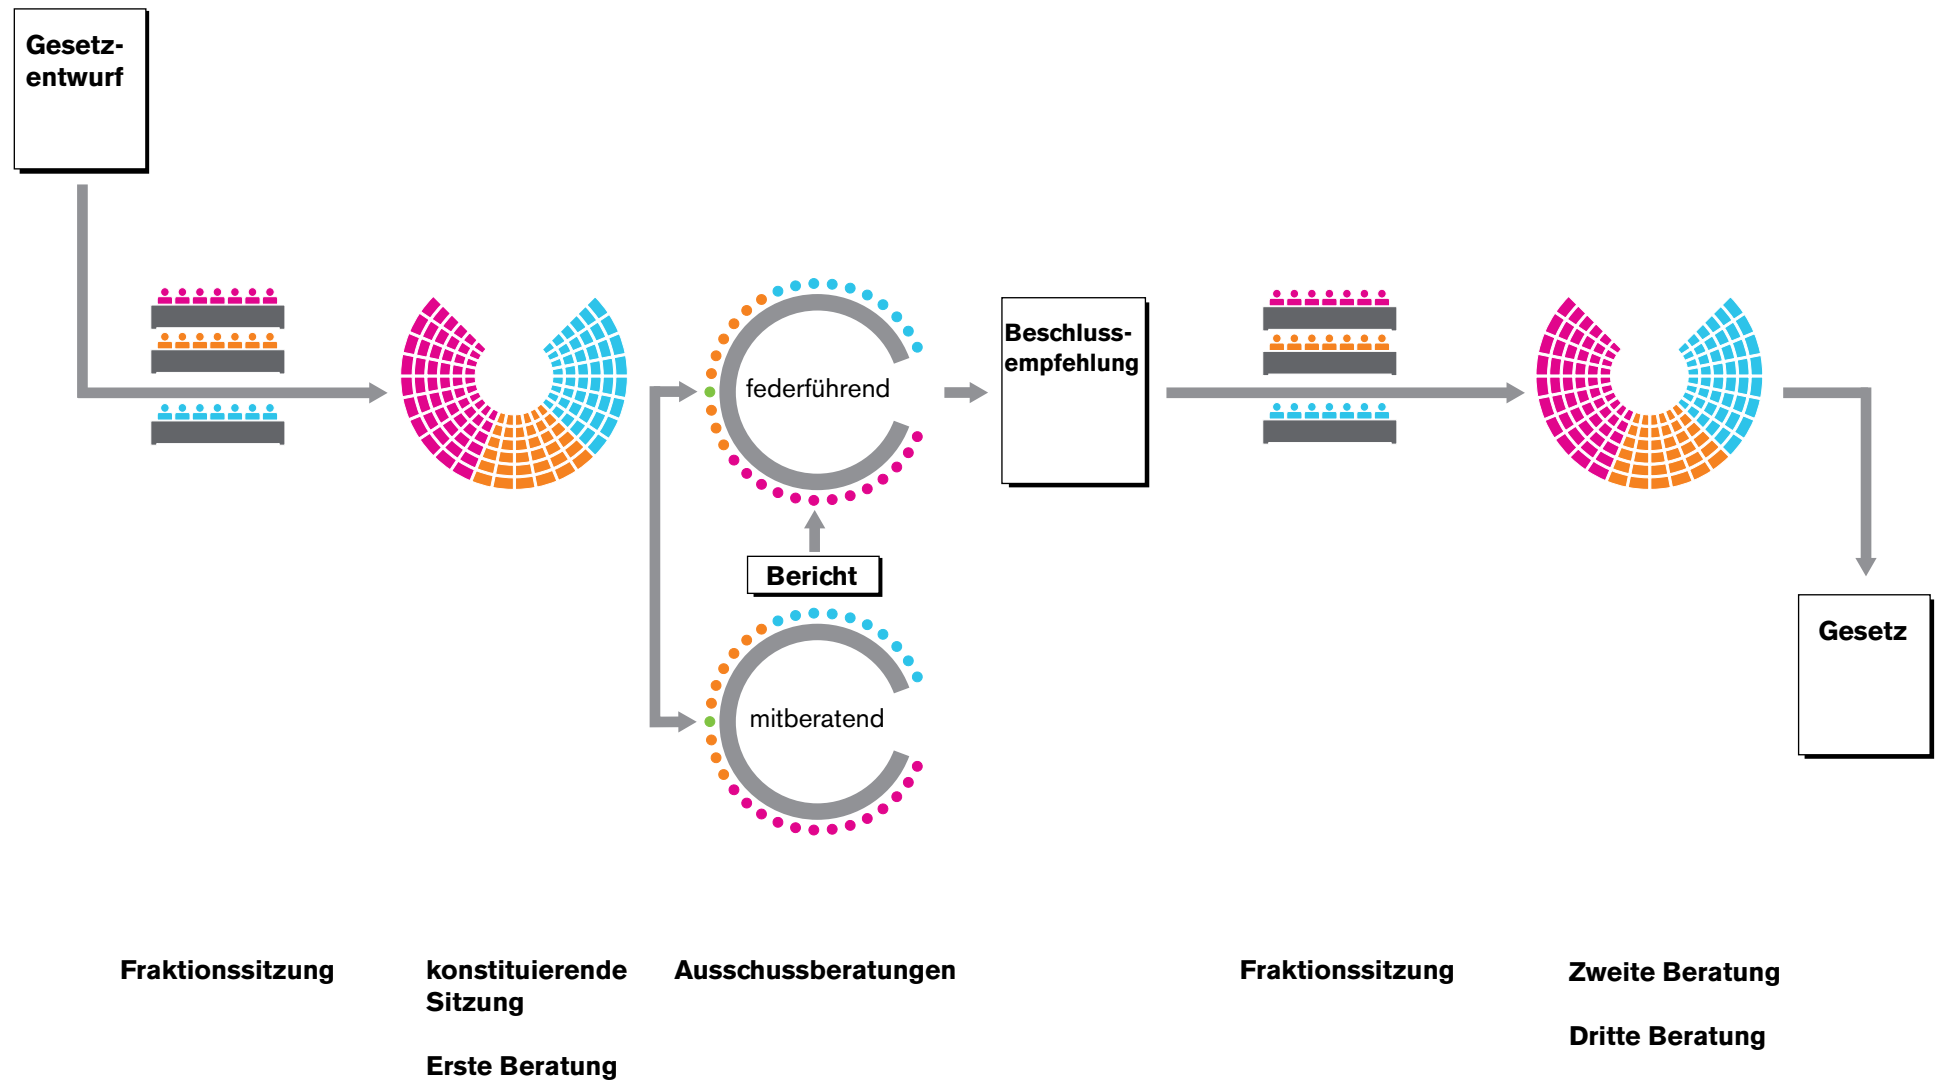 Gesetz-
entwurf
federführend
Beschluss-
empfehlung
Bericht
mitberatend
Gesetz
Fraktionssitzung
konstituierende
Sitzung
Erste Beratung
Ausschussberatungen
Fraktionssitzung
Zweite Beratung
Dritte Beratung